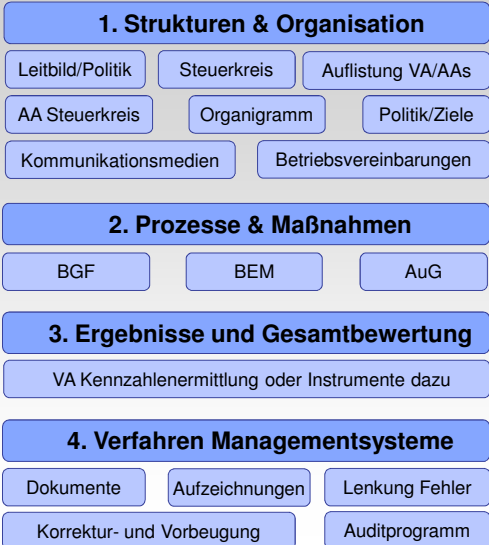 1. Strukturen & Organisation
Leitbild/Politik Steuerkreis Auflistung VA/AAs
AA Steuerkreis Organigramm Politik/Ziele
Kommunikationsmedien Betriebsvereinbarungen
2. Prozesse & Maßnahmen
BGF BEM AuG
3. Ergebnisse und Gesamtbewertung
VA Kennzahlenermittlung oder Instrumente dazu
4. Verfahren Managementsysteme
Dokumente Aufzeichnungen Lenkung Fehler
Korrektur- und Vorbeugung Auditprogramm